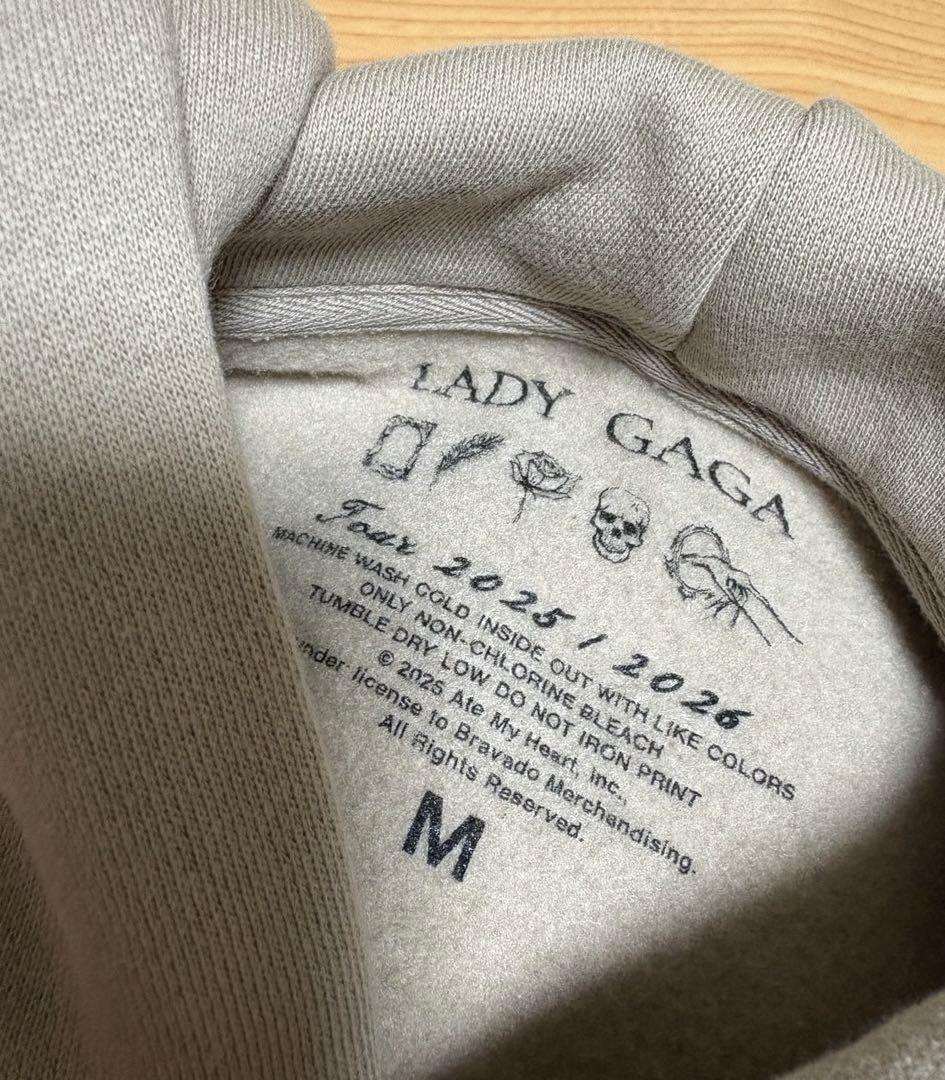 LADY GAGA
Tour 2025 / 2026
MACHINE WASH COLD INSIDE OUT WITH LIKE COLORS
ONLY NON-CHLORINE BLEACH
TUMBLE DRY LOW DO NOT IRON PRINT
© 2025 Ate My Heart, Inc.,
under license to Bravado Merchandising.
All Rights Reserved.
M